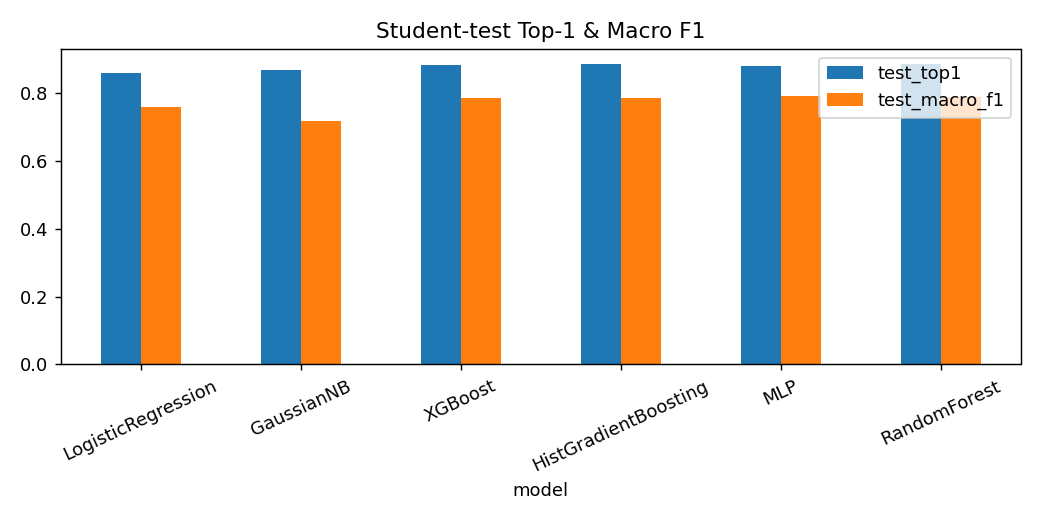 Student-test Top-1 & Macro F1
test_top1
test_macro_f1
0.8
0.6
0.4
0.2
0.0
LogisticRegression
GaussianNB
XGBoost
HistGradientBoosting
MLP
RandomForest
model